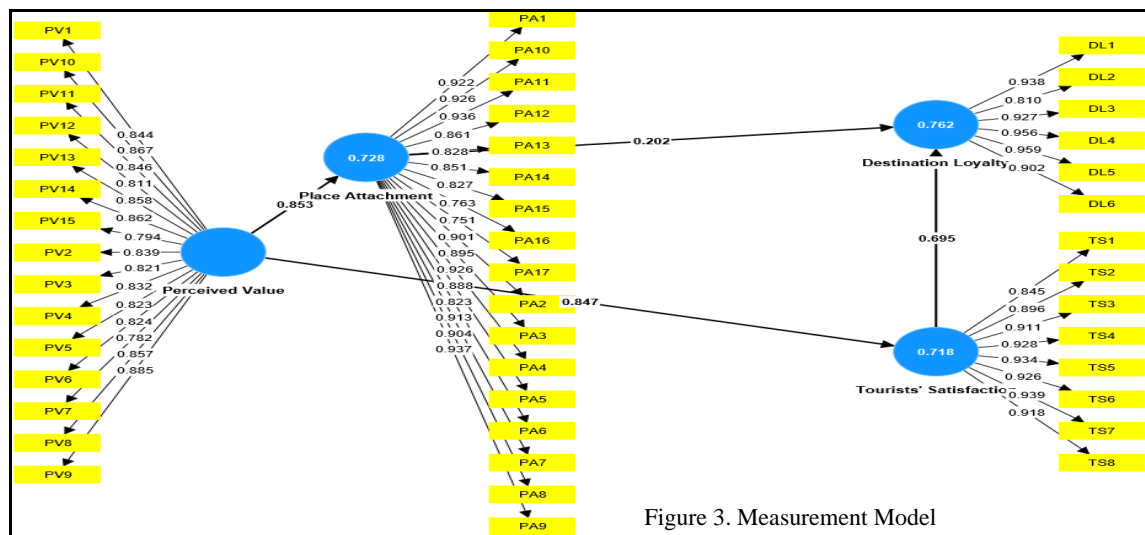 PV1
PV10
PV11
PV12
PV13
PV14
PV15
PV2
PV3
PV4
PV5
PV6
PV7
PV8
PV9
0.844
0.867
0.846
0.811
0.858
0.862
0.794
0.839
0.821
0.832
0.823
0.824
0.782
0.857
0.885
Perceived Value
0.853
0.728
Place Attachment
0.922
0.926
0.936
0.861
0.828
0.851
0.827
0.763
0.751
0.901
0.895
0.926
0.888
0.823
0.913
0.904
0.937
PA1
PA10
PA11
PA12
PA13
PA14
PA15
PA16
PA17
PA2
PA3
PA4
PA5
PA6
PA7
PA8
PA9
0.202
0.847
0.762
Destination Loyalty
0.695
0.718
Tourists' Satisfaction
0.938
0.810
0.927
0.956
0.959
0.902
DL1
DL2
DL3
DL4
DL5
DL6
0.845
0.896
0.911
0.928
0.934
0.926
0.939
0.918
TS1
TS2
TS3
TS4
TS5
TS6
TS7
TS8
Figure 3. Measurement Model